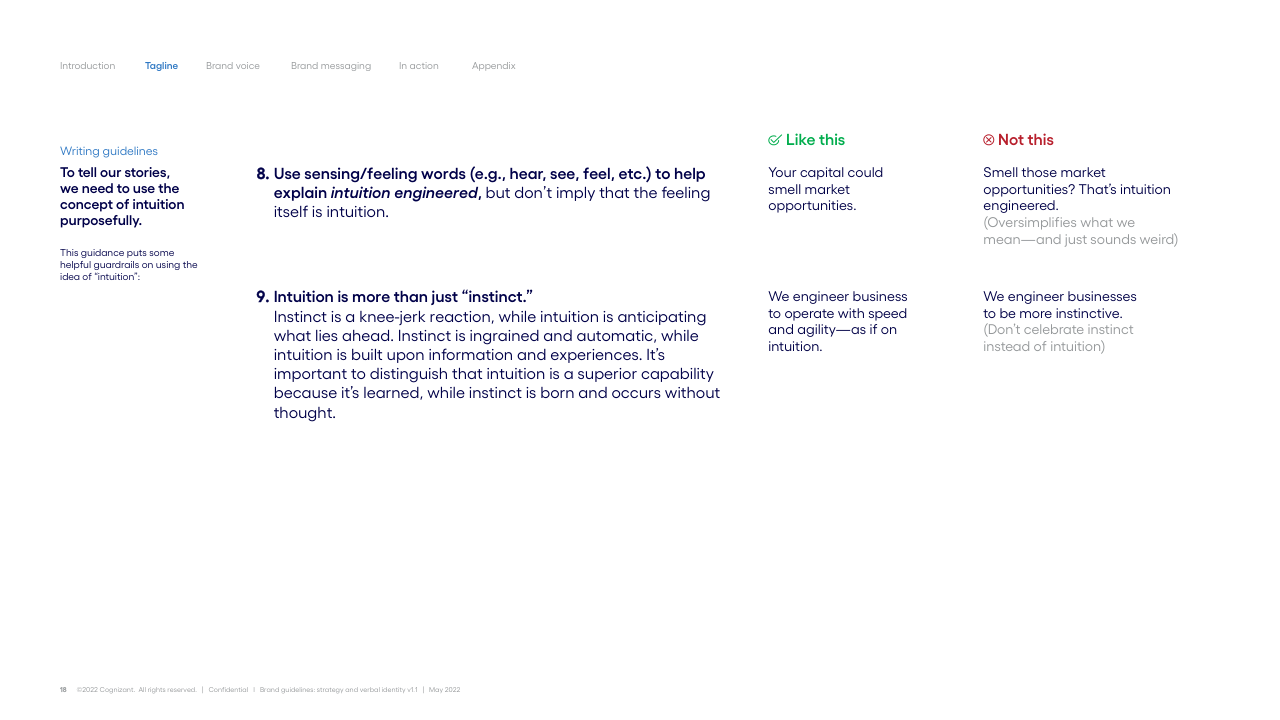 Introduction Tagline Brand voice Brand messaging In action Appendix
Writing guidelines
To tell our stories,
we need to use the
concept of intuition
purposefully.
This guidance puts some
helpful guardrails on using the
idea of “intuition”:
8. Use sensing/feeling words (e.g., hear, see, feel, etc.) to help
explain intuition engineered, but don’t imply that the feeling
itself is intuition.
9. Intuition is more than just “instinct.”
Instinct is a knee-jerk reaction, while intuition is anticipating
what lies ahead. Instinct is ingrained and automatic, while
intuition is built upon information and experiences. It’s
important to distinguish that intuition is a superior capability
because it’s learned, while instinct is born and occurs without
thought.
Like this
Your capital could
smell market
opportunities.
We engineer business
to operate with speed
and agility—as if on
intuition.
Not this
Smell those market
opportunities? That’s intuition
engineered.
(Oversimplifies what we
mean—and just sounds weird)
We engineer businesses
to be more instinctive.
(Don’t celebrate instinct
instead of intuition)
18 ©2022 Cognizant. All rights reserved. | Confidential | Brand guidelines: strategy and verbal identity v1.1 | May 2022